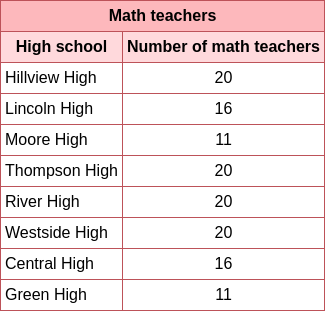 Math teachers
High school Number of math teachers
Hillview High 20
Lincoln High 16
Moore High 11
Thompson High 20
River High 20
Westside High 20
Central High 16
Green High 11